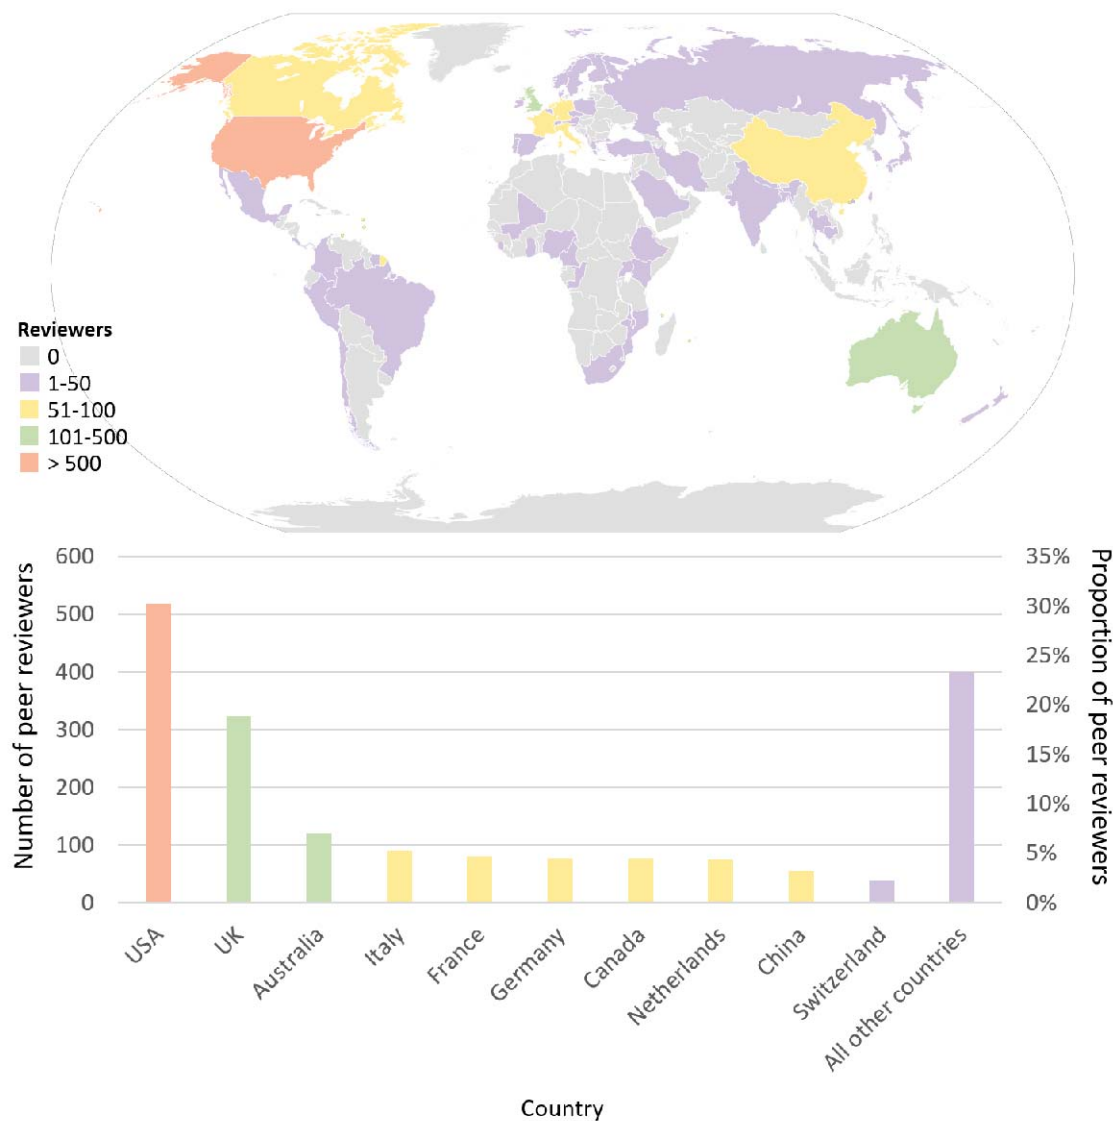 Reviewers
0
1-50
51-100
101-500
> 500
Number of peer reviewers
600
500
400
300
200
100
0
35%
30%
25%
20%
15%
10%
5%
0%
Proportion of peer reviewers
USA
UK
Australia
Italy
France
Germany
Canada
Netherlands
China
Switzerland
All other countries
Country